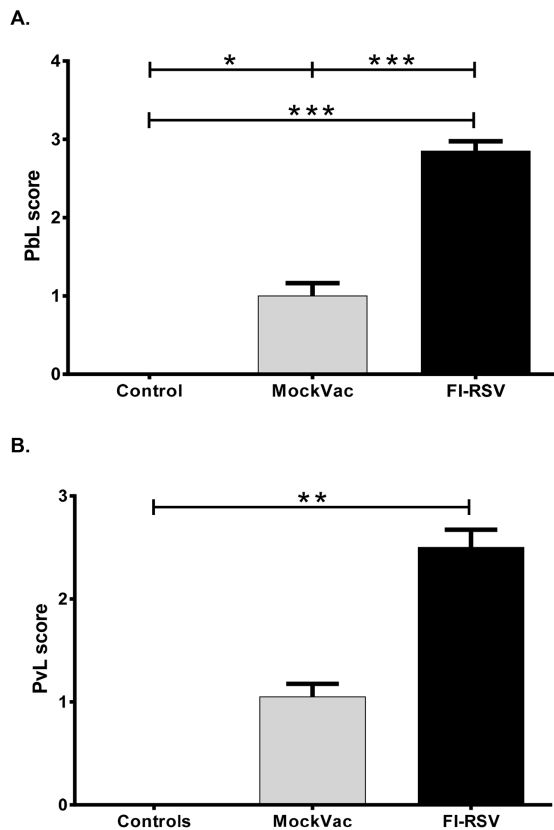 A.
* ***
***
4
3
2
1
0
PbL score
Control MockVac FI-RSV
B.
**
3
2
1
0
PvL score
Controls MockVac FI-RSV